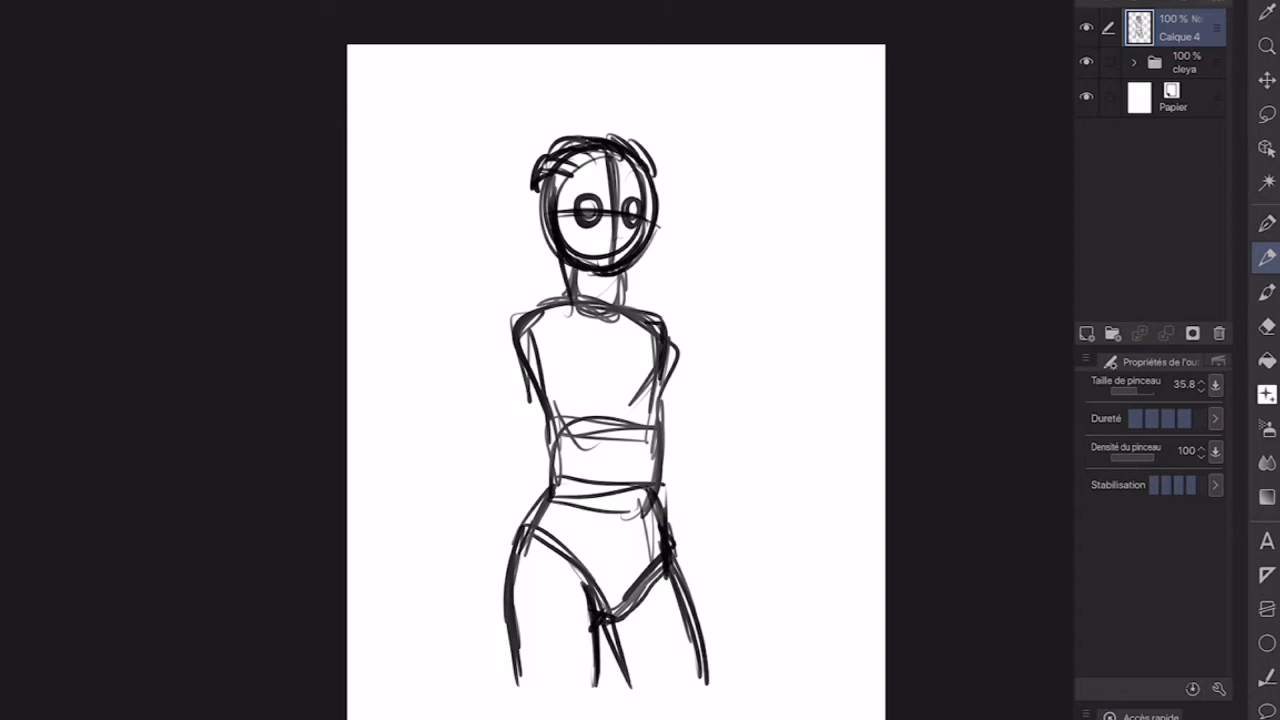 100 %
Calque 4
100 %
cleya
Papier
Propriétés de l'ou
Taille de pinceau 35.8
Dureté
Densité du pinceau 100
Stabilisation
A
Accès rapide